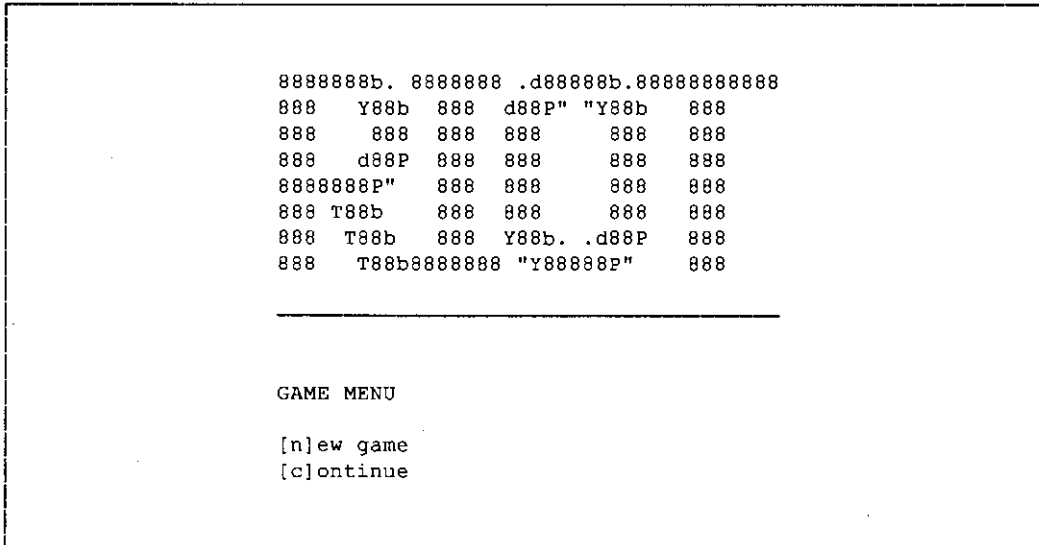 8888888b. 8888888 .d88888b.88888888888
888   Y88b  888  d88P" "Y88b   888
888    888  888  888     888   888
888   d88P  888  888     888   888
8888888P"   888  888     888   888
888 T88b    888  888     888   888
888  T88b   888  Y88b. .d88P   888
888   T88b8888888 "Y88888P"    888
GAME MENU
[n]ew game
[c]ontinue